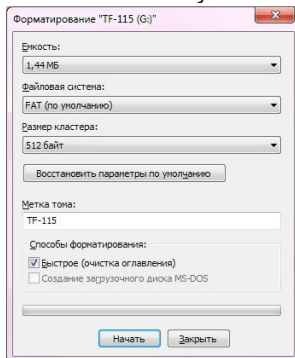 Форматирование "TF-115 (G:)"
Емкость:
1,44 МБ
Файловая система:
FAT (по умолчанию)
Размер кластера:
512 байт
Восстановить параметры по умолчанию
Метка тома:
TF-115
Способы форматирования:
Быстрое (очистка оглавления)
Создание загрузочного диска MS-DOS
Начать
Закрыть